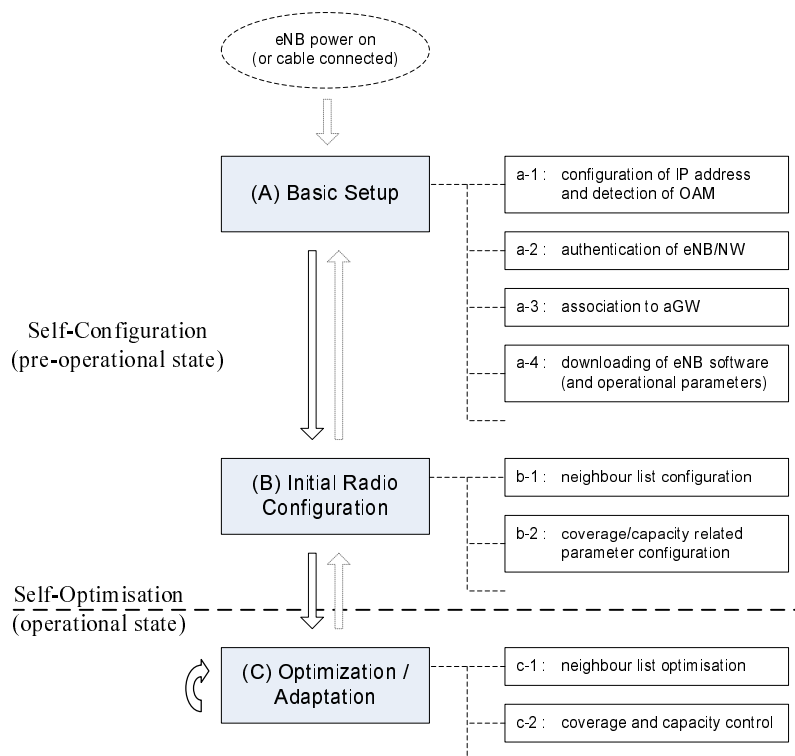 eNB power on
(or cable connected)
(A) Basic Setup
a-1 : configuration of IP address
and detection of OAM
a-2 : authentication of eNB/NW
a-3 : association to aGW
a-4 : downloading of eNB software
(and operational parameters)
Self-Configuration
(pre-operational state)
(B) Initial Radio
Configuration
b-1 : neighbour list configuration
b-2 : coverage/capacity related
parameter configuration
Self-Optimisation
(operational state)
(C) Optimization /
Adaptation
c-1 : neighbour list optimisation
c-2 : coverage and capacity control